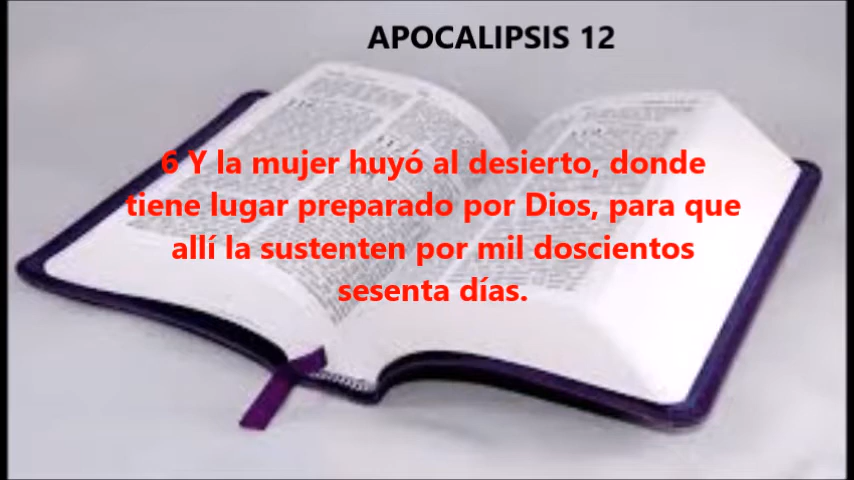 APOCALIPSIS 12
6 Y la mujer huyó al desierto, donde
tiene lugar preparado por Dios, para que
allí la sustenten por mil doscientos
sesenta días.